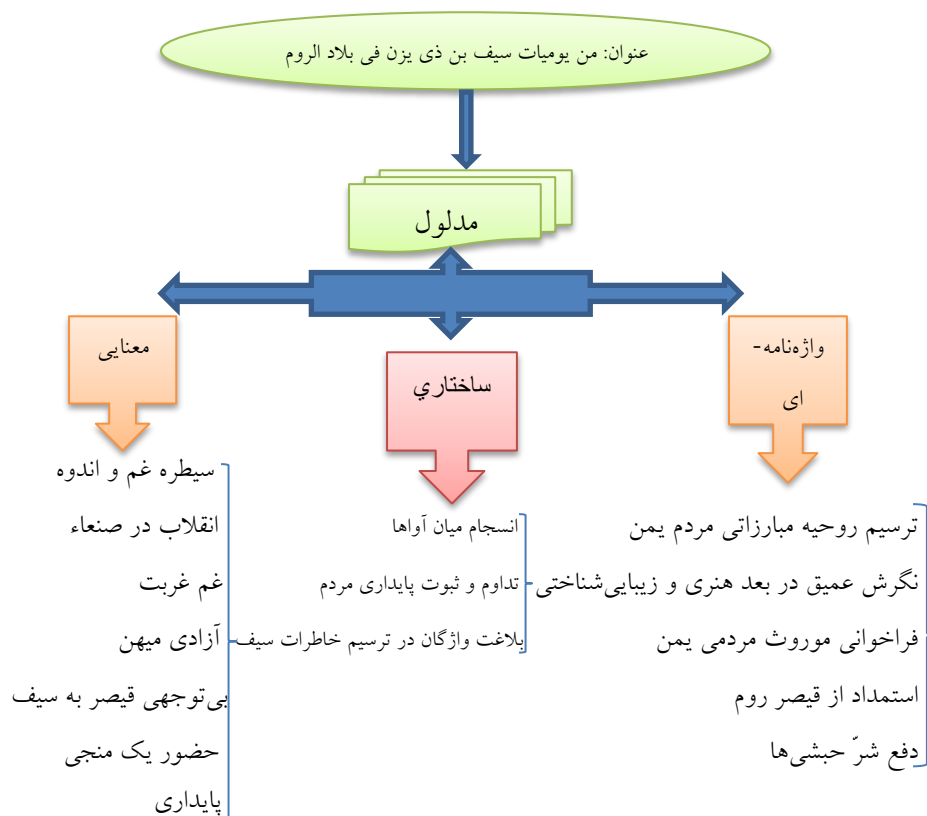 عنوان: من یومیات سیف بن ذی یزن فی بلاد الروم
مدلول
واژه‌نامه-
ای
ساختاري
معنایی
ترسیم روحیه مبارزاتی مردم یمن
نگرش عمیق در بعد هنری و زیبایی‌شناختی
فراخوانی موروث مردمی یمن
استمداد از قیصر روم
دفع شرّ حبشی‌ها
انسجام میان آواها
تداوم و ثبوت پایداری مردم
بلاغت واژگان در ترسیم خاطرات سیف
سیطره غم و اندوه
انقلاب در صنعاء
غم غربت
آزادی میهن
بی‌توجهی قیصر به سیف
حضور یک منجی
پایداری